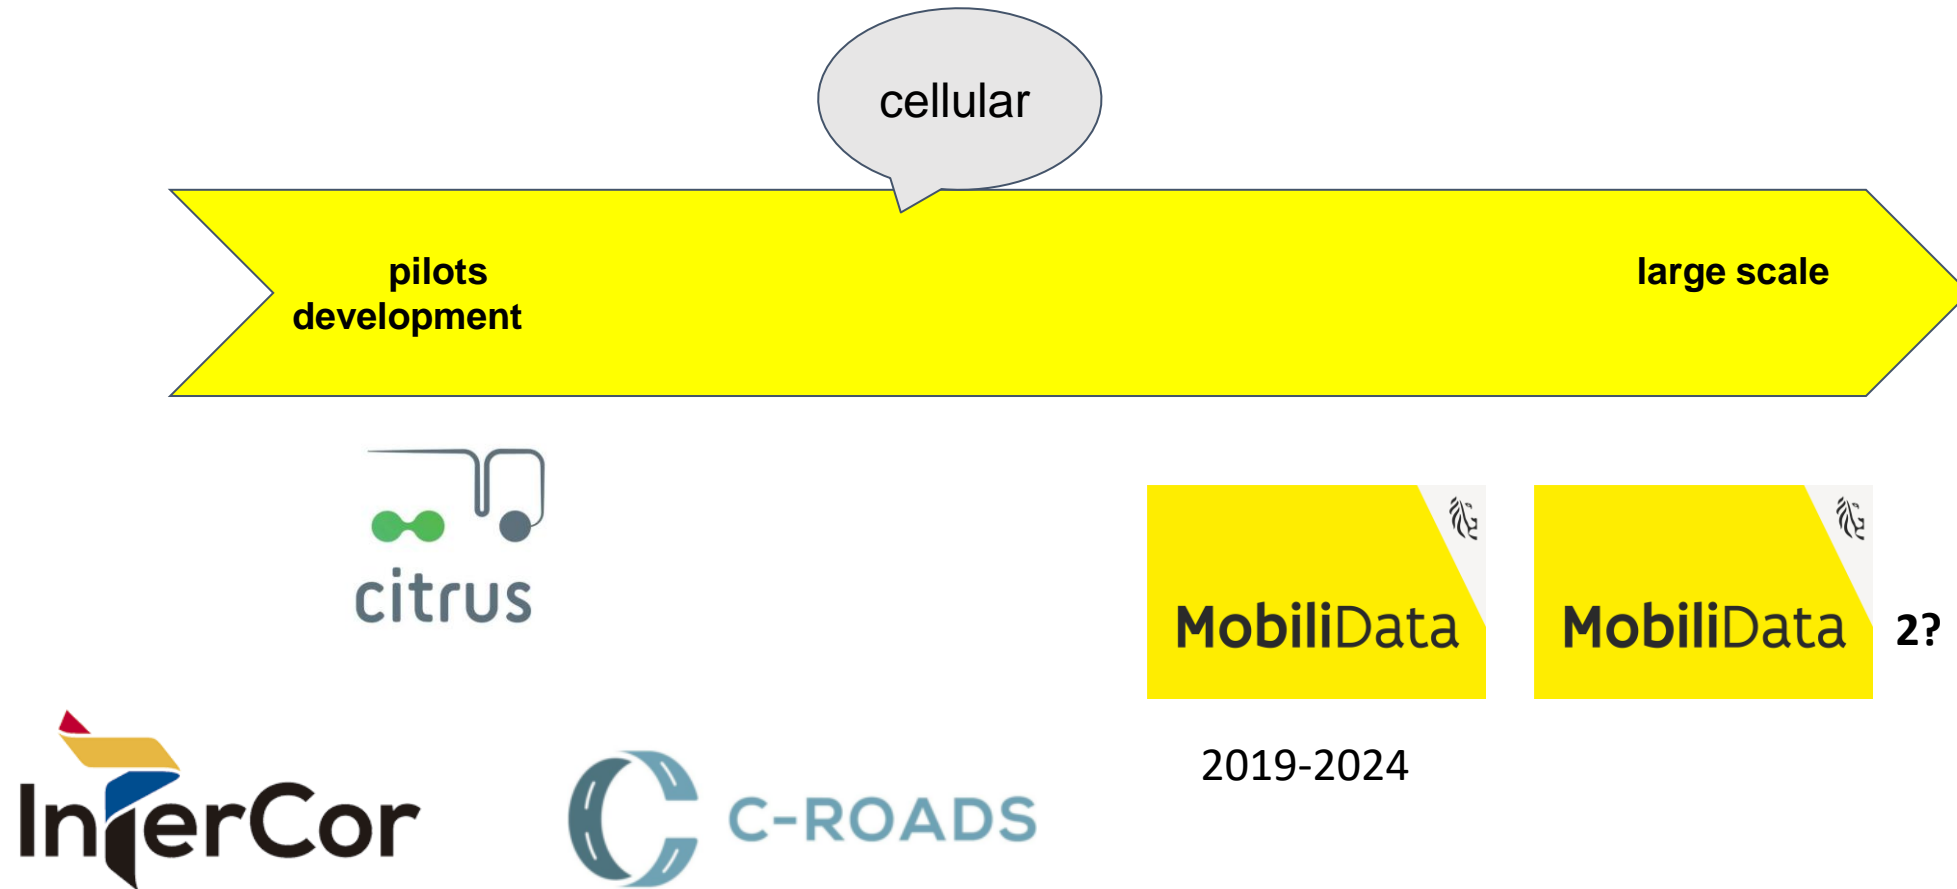 cellular
pilots
development
large scale
citrus
MobiliData
MobiliData
2?
2019-2024
InterCor
C-ROADS